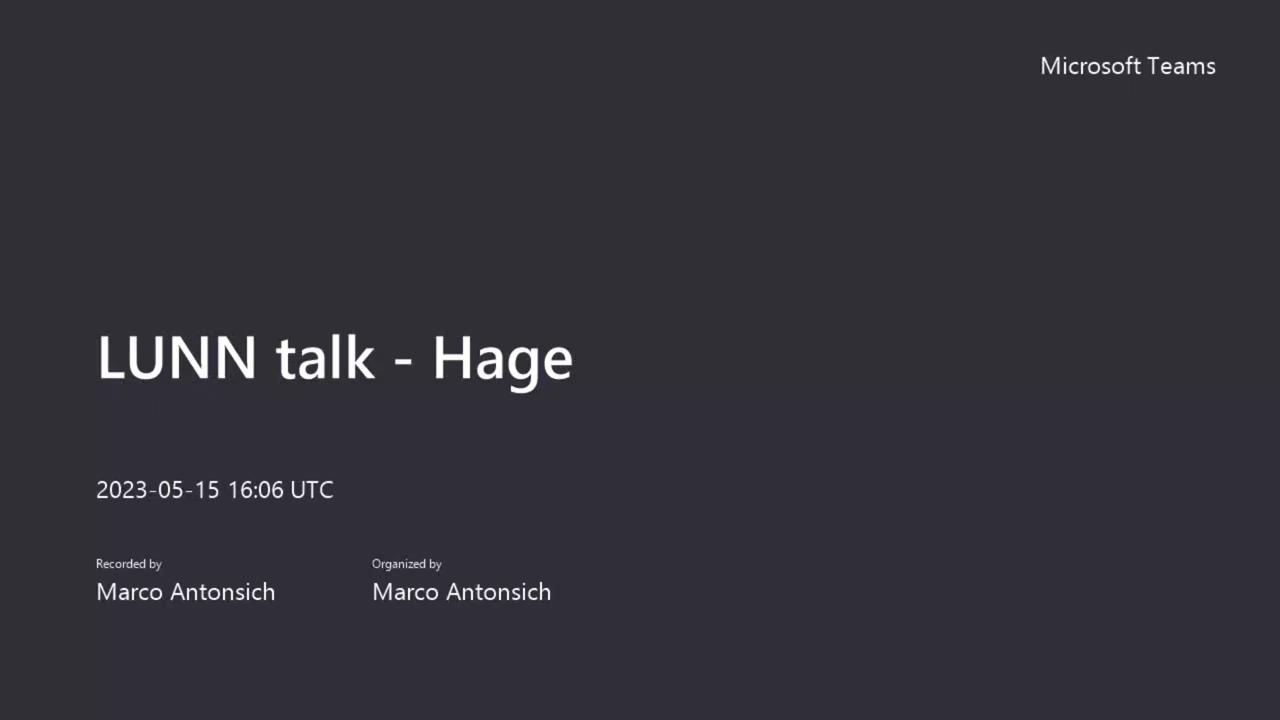 Microsoft Teams
LUNN talk - Hage
2023-05-15 16:06 UTC
Recorded by
Marco Antonsich
Organized by
Marco Antonsich